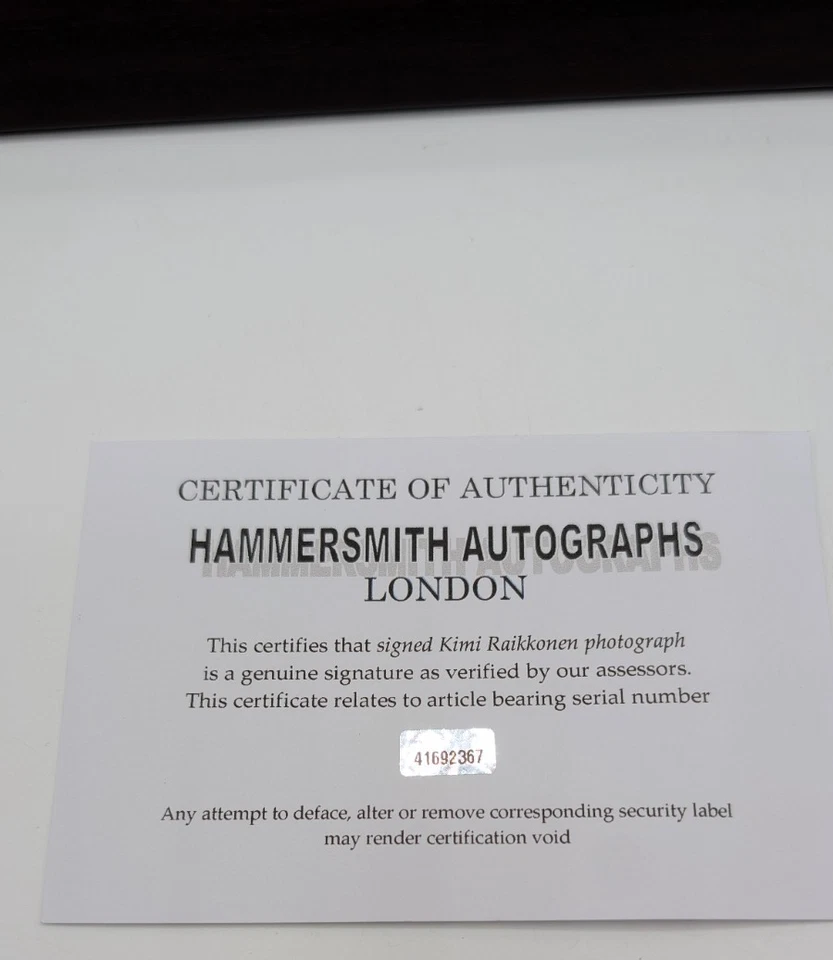 CERTIFICATE OF AUTHENTICITY
HAMMERSMITH AUTOGRAPHS
LONDON
This certifies that signed Kimi Raikkonen photograph
is a genuine signature as verified by our assessors.
This certificate relates to article bearing serial number
41692367
Any attempt to deface, alter or remove corresponding security label
may render certification void